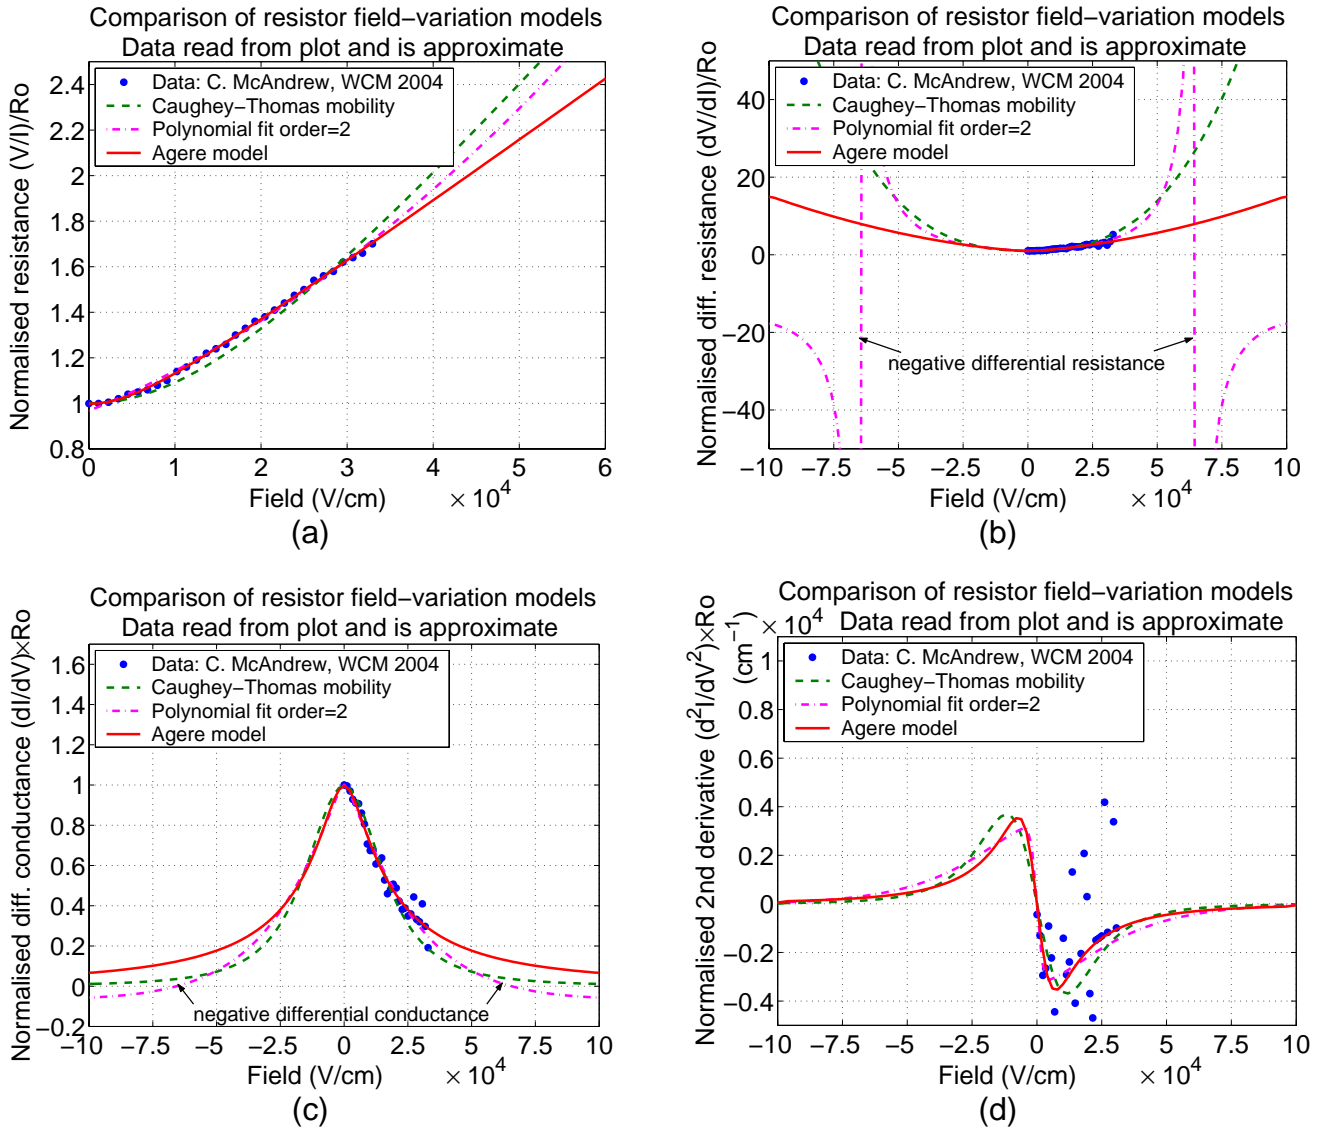 Comparison of resistor field−variation models
Data read from plot and is approximate
Data: C. McAndrew, WCM 2004
Caughey−Thomas mobility
Polynomial fit order=2
Agere model
Normalised resistance (V/I)/Ro
2.4
2.2
2
1.8
1.6
1.4
1.2
1
0.8
0 1 2 3 4 5 6
Field (V/cm) × 10⁴
(a)
Comparison of resistor field−variation models
Data read from plot and is approximate
Data: C. McAndrew, WCM 2004
Caughey−Thomas mobility
Polynomial fit order=2
Agere model
Normalised diff. resistance (dV/dI)/Ro
40
20
0
−20
−40
negative differential resistance
−10 −7.5 −5 −2.5 0 2.5 5 7.5 10
Field (V/cm) × 10⁴
(b)
Comparison of resistor field−variation models
Data read from plot and is approximate
Data: C. McAndrew, WCM 2004
Caughey−Thomas mobility
Polynomial fit order=2
Agere model
Normalised diff. conductance (dI/dV)×Ro
1.6
1.4
1.2
1
0.8
0.6
0.4
0.2
0
−0.2
negative differential conductance
−10 −7.5 −5 −2.5 0 2.5 5 7.5 10
Field (V/cm) × 10⁴
(c)
Comparison of resistor field−variation models
× 10⁴ Data read from plot and is approximate
Data: C. McAndrew, WCM 2004
Caughey−Thomas mobility
Polynomial fit order=2
Agere model
Normalised 2nd derivative (d²I/dV²)×Ro
(cm⁻¹)
1
0.8
0.6
0.4
0.2
0
−0.2
−0.4
−10 −7.5 −5 −2.5 0 2.5 5 7.5 10
Field (V/cm) × 10⁴
(d)